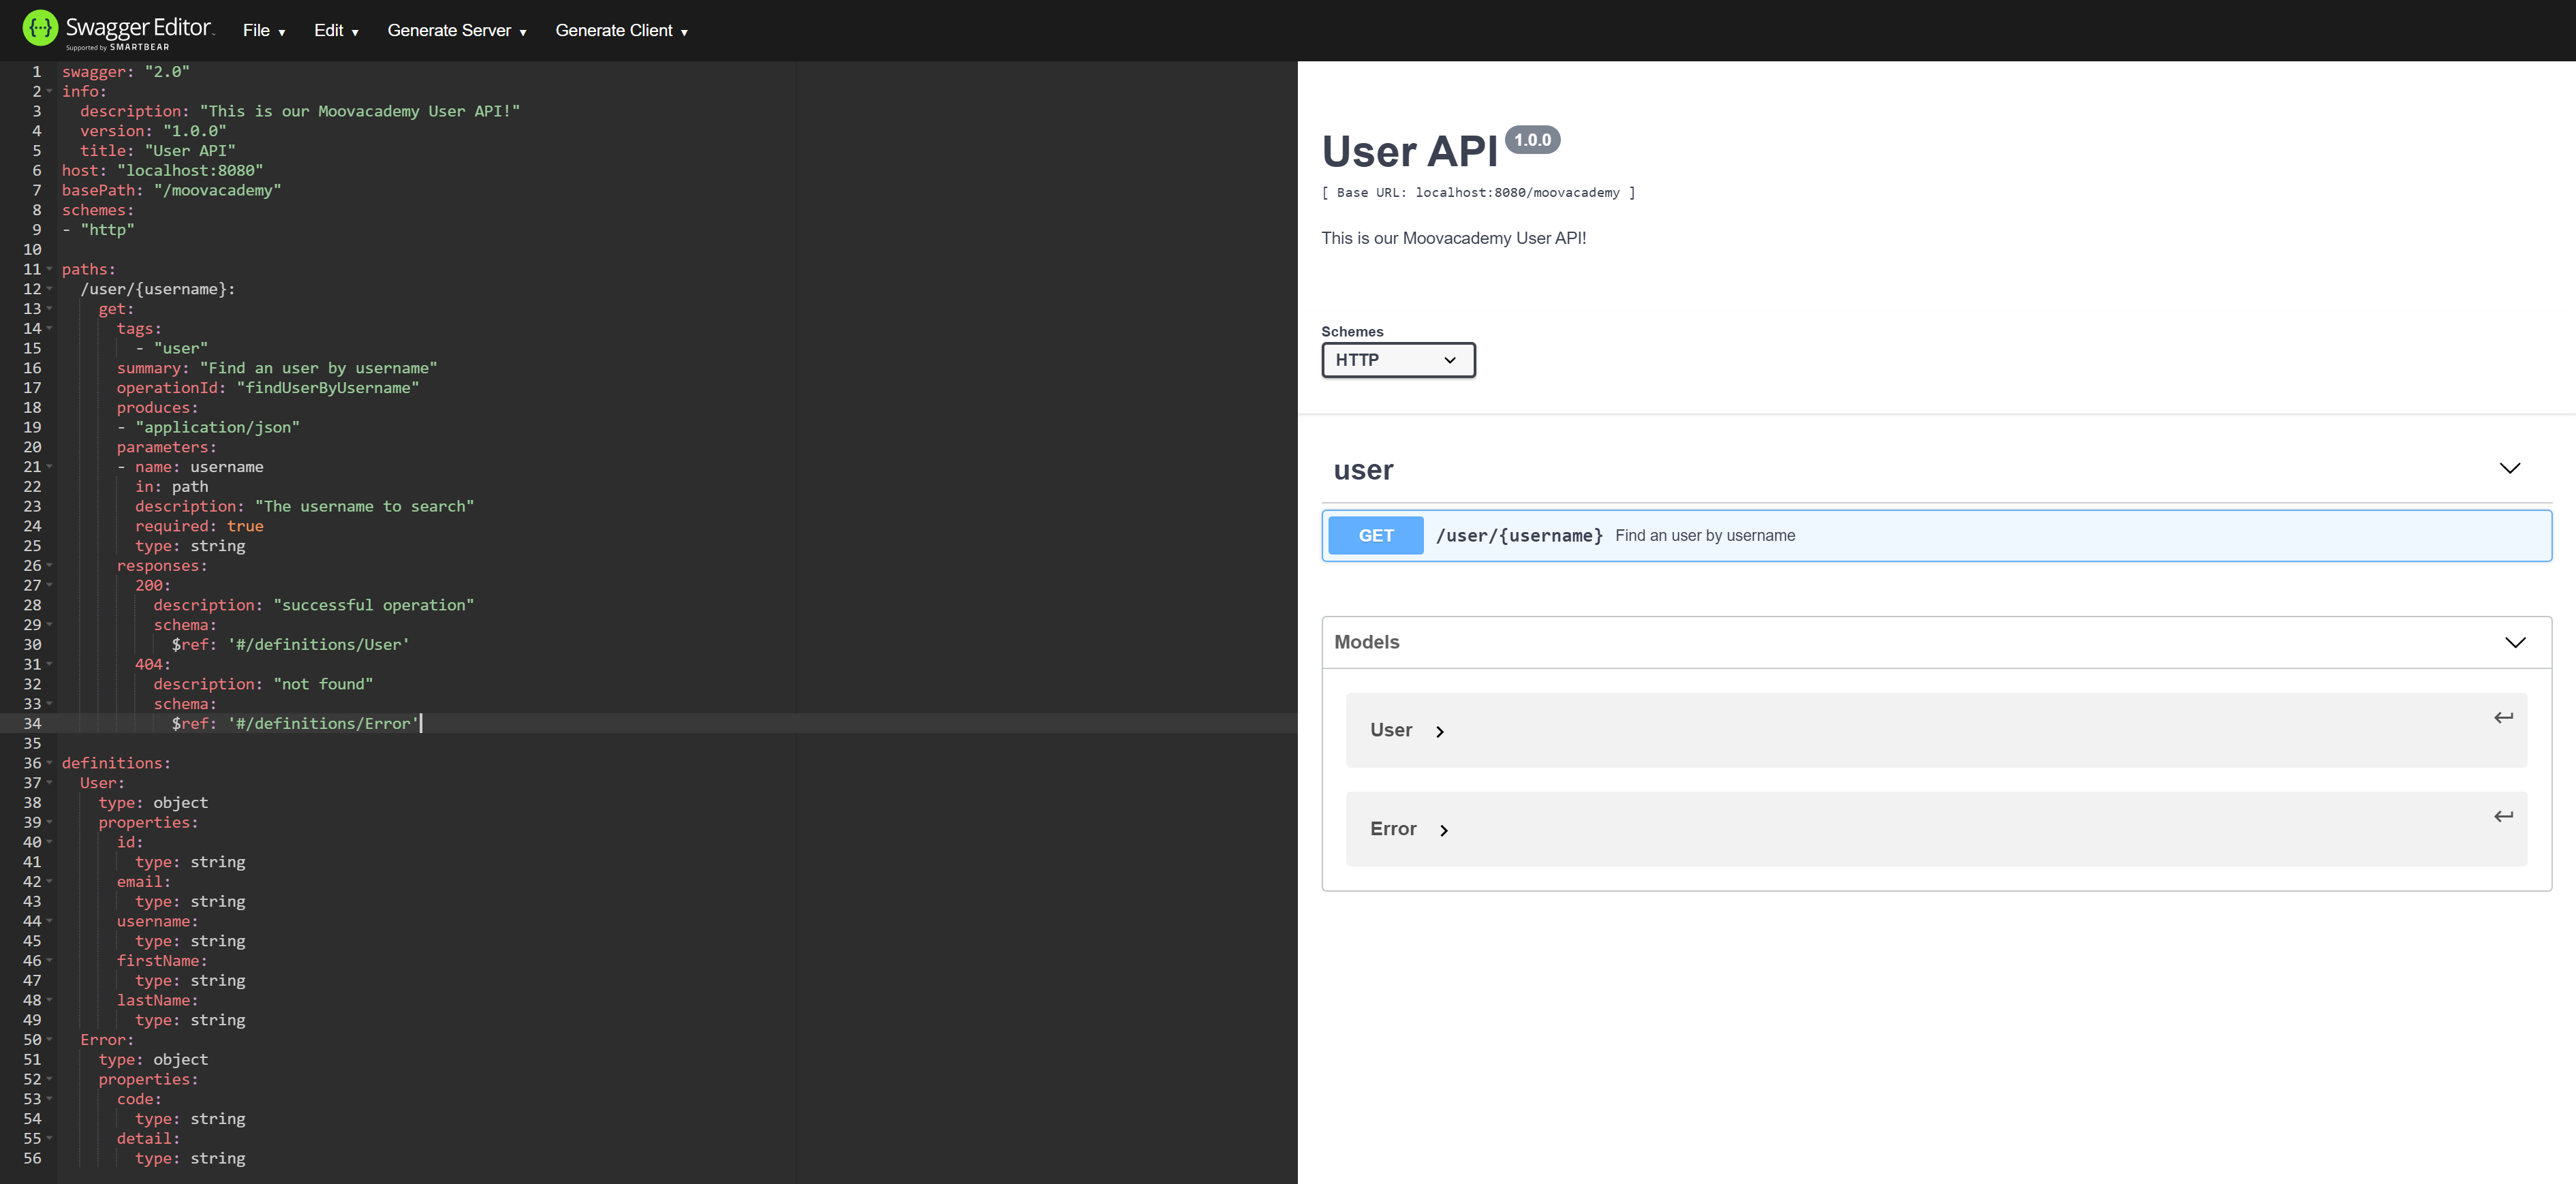 Swagger Editor
Supported by SMARTBEAR
File ▾ Edit ▾ Generate Server ▾ Generate Client ▾
1 swagger: "2.0"
2 info:
3   description: "This is our Moovacademy User API!"
4   version: "1.0.0"
5   title: "User API"
6 host: "localhost:8080"
7 basePath: "/moovacademy"
8 schemes:
9 - "http"
10
11 paths:
12   /user/{username}:
13     get:
14       tags:
15         - "user"
16       summary: "Find an user by username"
17       operationId: "findUserByUsername"
18       produces:
19       - "application/json"
20       parameters:
21       - name: username
22         in: path
23         description: "The username to search"
24         required: true
25         type: string
26       responses:
27         200:
28           description: "successful operation"
29           schema:
30             $ref: '#/definitions/User'
31         404:
32           description: "not found"
33           schema:
34             $ref: '#/definitions/Error'
35
36 definitions:
37   User:
38     type: object
39     properties:
40       id:
41         type: string
42       email:
43         type: string
44       username:
45         type: string
46       firstName:
47         type: string
48       lastName:
49         type: string
50   Error:
51     type: object
52     properties:
53       code:
54         type: string
55       detail:
56         type: string
User API 1.0.0
[ Base URL: localhost:8080/moovacademy ]
This is our Moovacademy User API!
Schemes
HTTP
user
GET /user/{username} Find an user by username
Models
User
Error